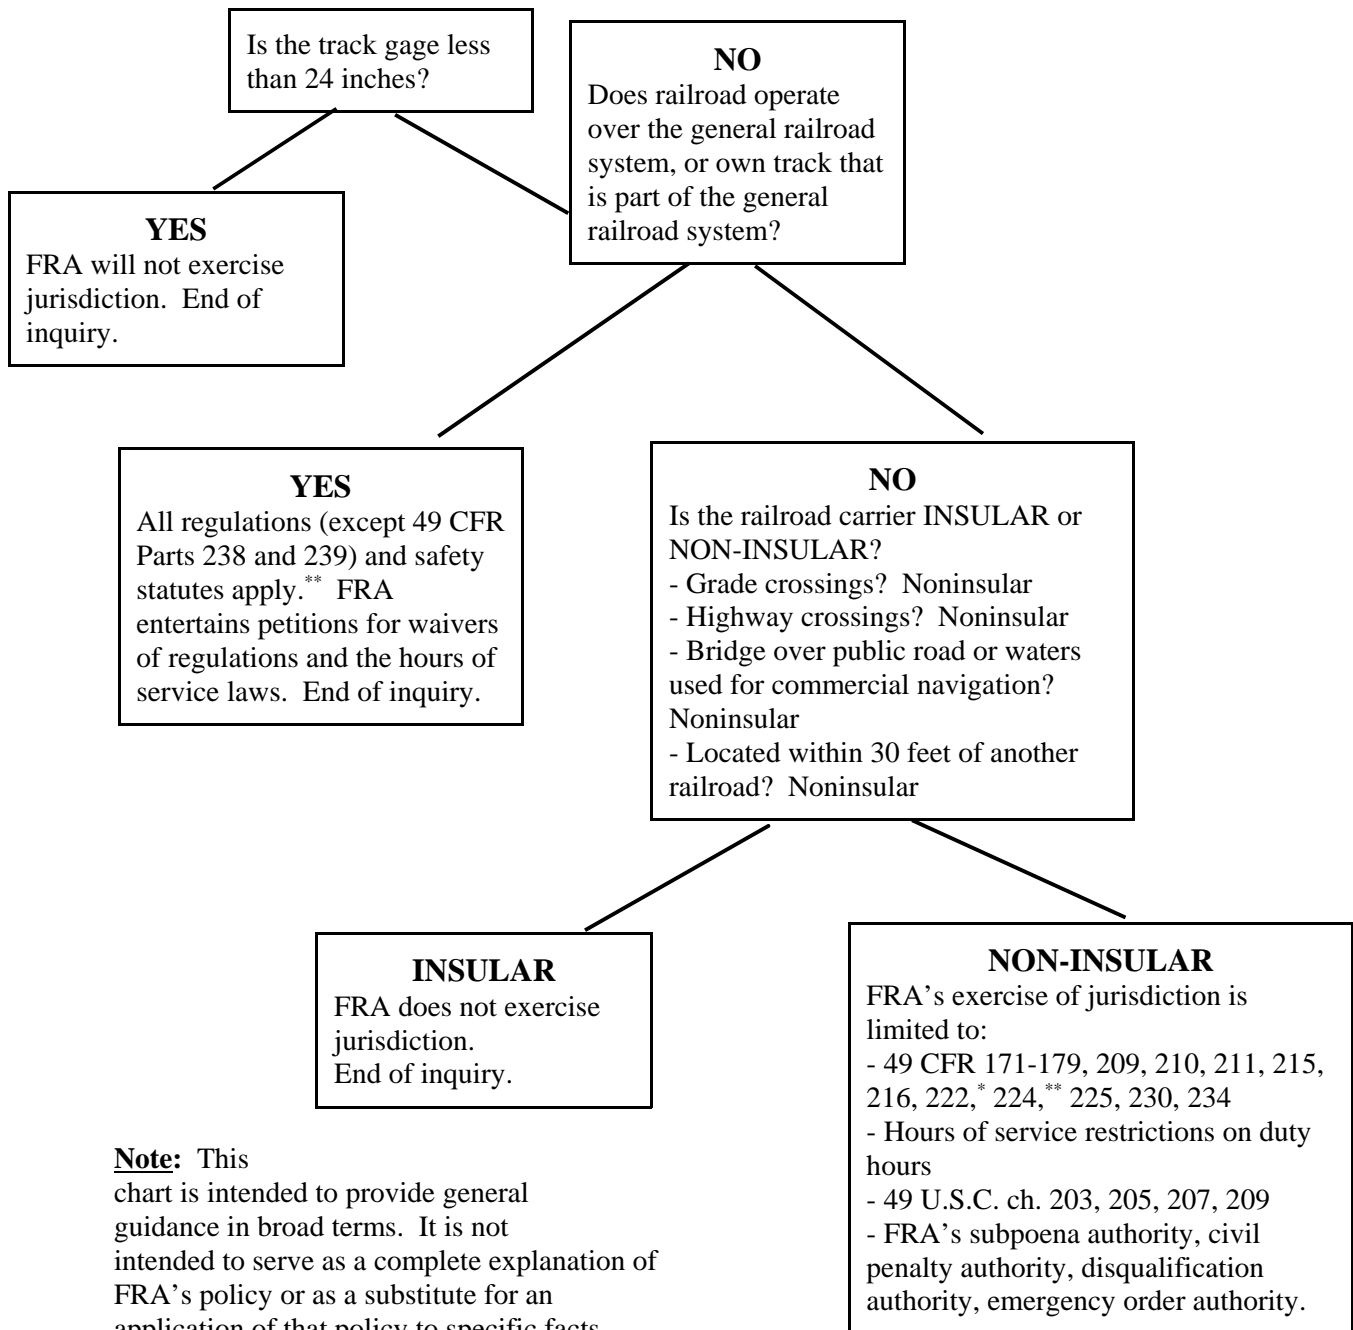 Is the track gage less
than 24 inches?
NO
Does railroad operate
over the general railroad
system, or own track that
is part of the general
railroad system?
YES
FRA will not exercise
jurisdiction.  End of
inquiry.
YES
All regulations (except 49 CFR
Parts 238 and 239) and safety
statutes apply.**  FRA
entertains petitions for waivers
of regulations and the hours of
service laws.  End of inquiry.
NO
Is the railroad carrier INSULAR or
NON-INSULAR?
- Grade crossings?  Noninsular
- Highway crossings?  Noninsular
- Bridge over public road or waters
used for commercial navigation?
Noninsular
- Located within 30 feet of another
railroad?  Noninsular
INSULAR
FRA does not exercise
jurisdiction.
End of inquiry.
NON-INSULAR
FRA’s exercise of jurisdiction is
limited to:
- 49 CFR 171-179, 209, 210, 211, 215,
216, 222,* 224,** 225, 230, 234
- Hours of service restrictions on duty
hours
- 49 U.S.C. ch. 203, 205, 207, 209
- FRA’s subpoena authority, civil
penalty authority, disqualification
authority, emergency order authority.
Note:  This
chart is intended to provide general
guidance in broad terms.  It is not
intended to serve as a complete explanation of
FRA’s policy or as a substitute for an
application of that policy to specific facts